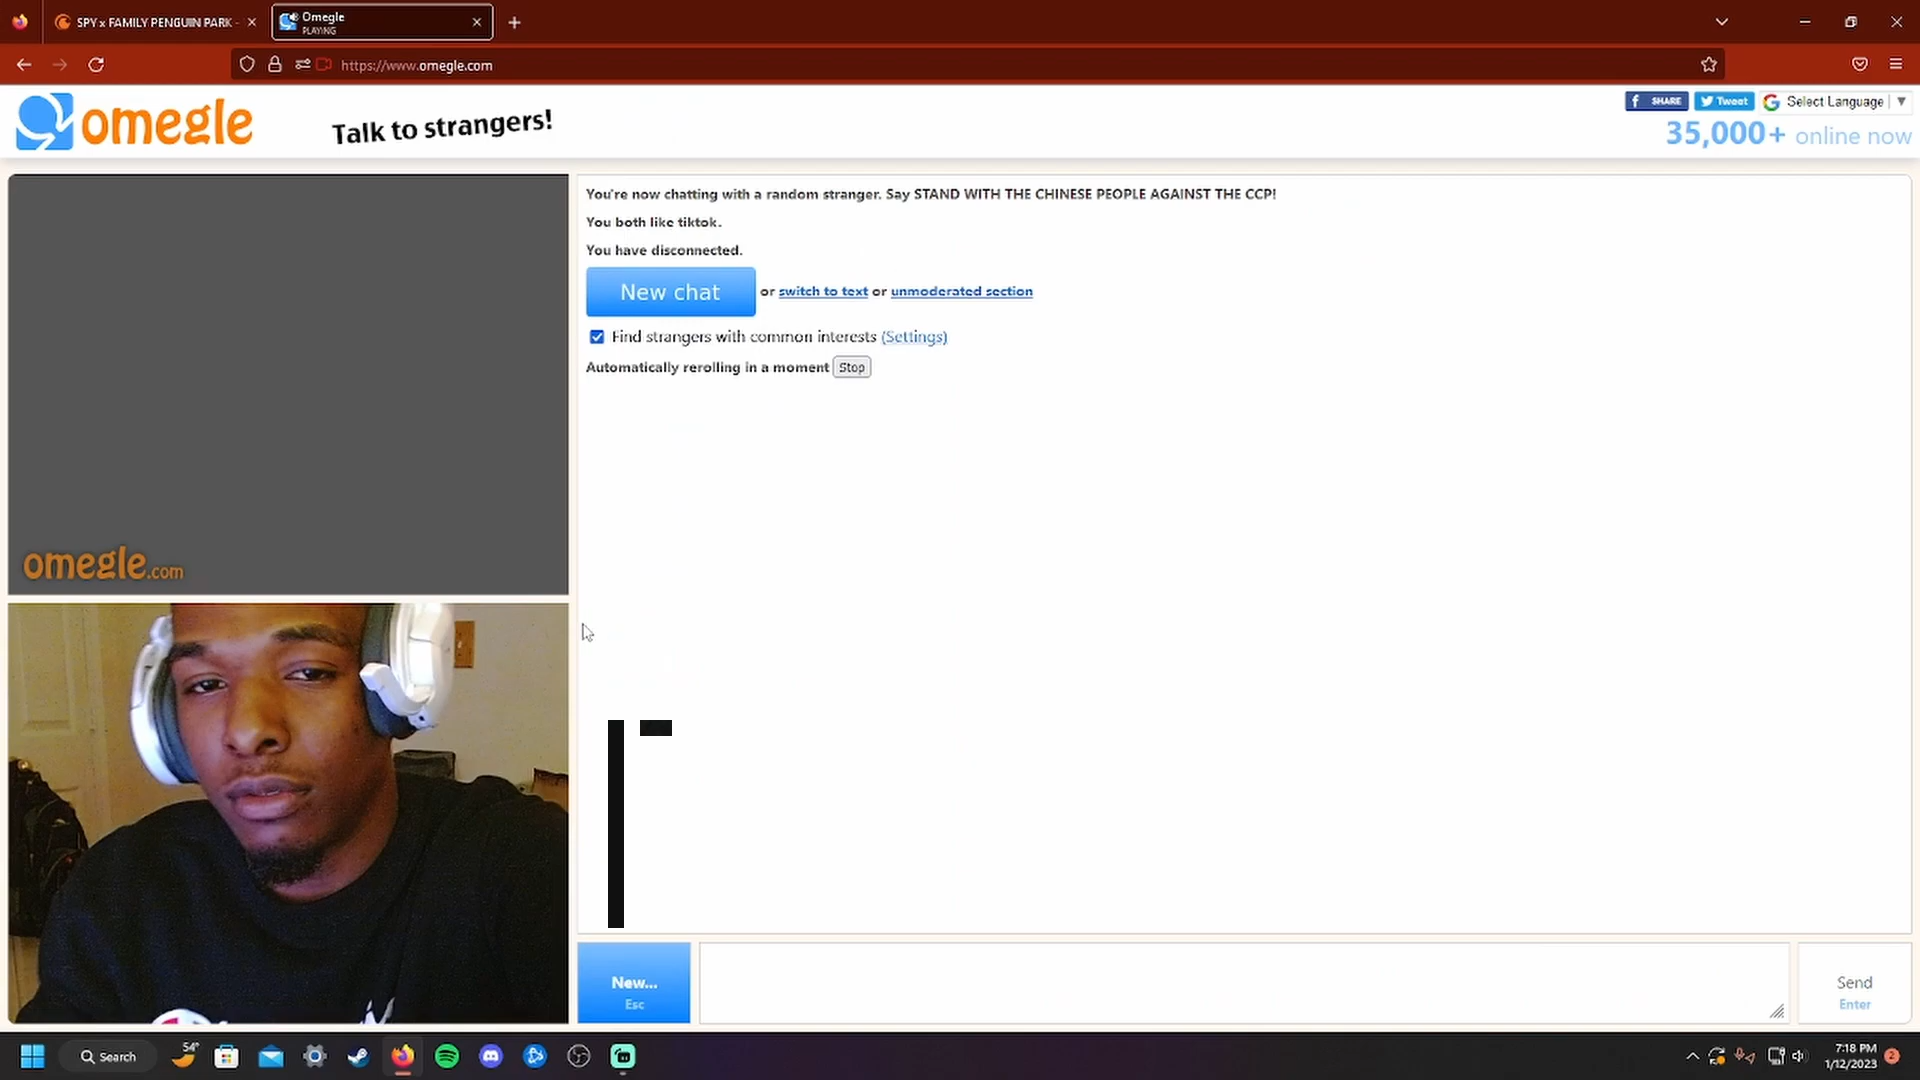 SPY x FAMILY PENGUIN PARK -
Omegle
PLAYING
https://www.omegle.com
omegle
Talk to strangers!
SHARE
Tweet
Select Language
35,000+ online now
You're now chatting with a random stranger. Say STAND WITH THE CHINESE PEOPLE AGAINST THE CCP!
You both like tiktok.
You have disconnected.
New chat or switch to text or unmoderated section
Find strangers with common interests (Settings)
Automatically rerolling in a moment Stop
omegle.com
New...
Esc
Send
Enter
Search
54°
7:18 PM
1/12/2023
2